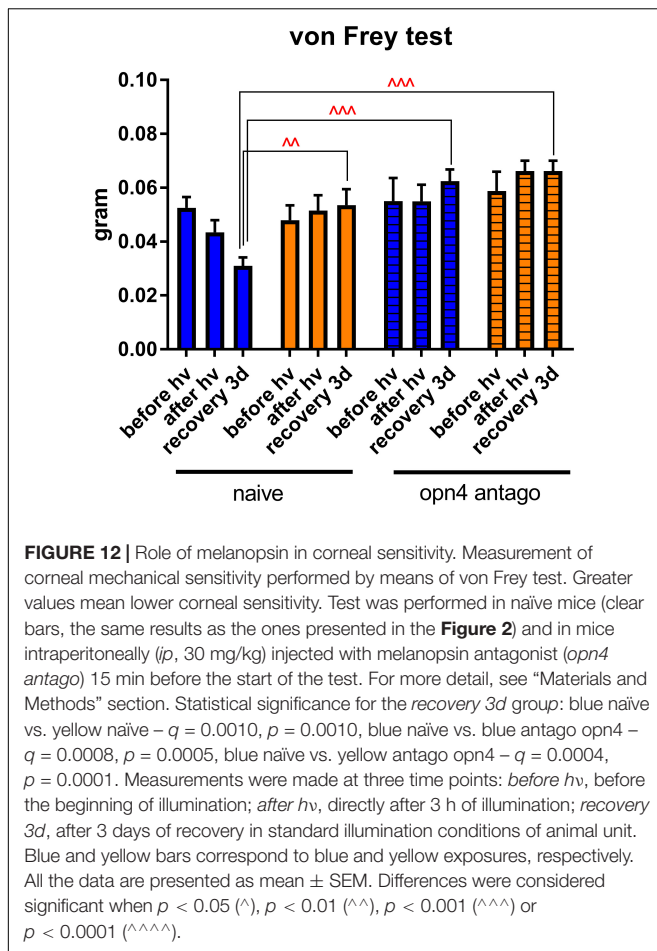 von Frey test
^^^
^^^
^^
0.10
0.08
0.06
0.04
0.02
0.00
gram
before hv
after hv
recovery 3d
before hv
after hv
recovery 3d
before hv
after hv
recovery 3d
before hv
after hv
recovery 3d
naive
opn4 antago
FIGURE 12 | Role of melanopsin in corneal sensitivity. Measurement of
corneal mechanical sensitivity performed by means of von Frey test. Greater
values mean lower corneal sensitivity. Test was performed in naïve mice (clear
bars, the same results as the ones presented in the Figure 2) and in mice
intraperitoneally (ip, 30 mg/kg) injected with melanopsin antagonist (opn4
antago) 15 min before the start of the test. For more detail, see “Materials and
Methods” section. Statistical significance for the recovery 3d group: blue naïve
vs. yellow naïve – q = 0.0010, p = 0.0010, blue naïve vs. blue antago opn4 –
q = 0.0008, p = 0.0005, blue naïve vs. yellow antago opn4 – q = 0.0004,
p = 0.0001. Measurements were made at three time points: before hν, before
the beginning of illumination; after hν, directly after 3 h of illumination; recovery
3d, after 3 days of recovery in standard illumination conditions of animal unit.
Blue and yellow bars correspond to blue and yellow exposures, respectively.
All the data are presented as mean ± SEM. Differences were considered
significant when p < 0.05 (^), p < 0.01 (^^), p < 0.001 (^^^) or
p < 0.0001 (^^^^).